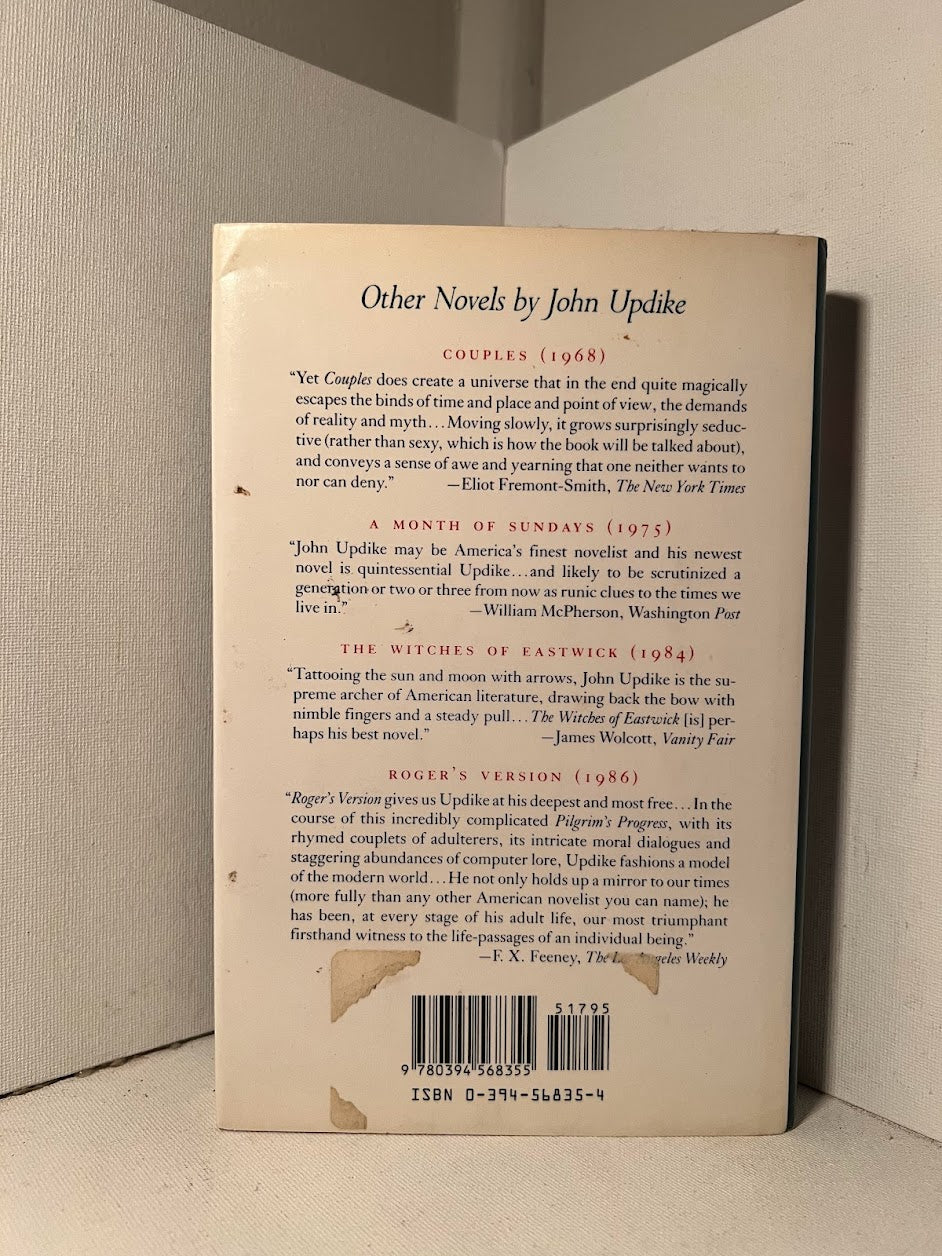 Other Novels by John Updike
COUPLES (1968)
“Yet Couples does create a universe that in the end quite magically
escapes the binds of time and place and point of view, the demands
of reality and myth... Moving slowly, it grows surprisingly seduc-
tive (rather than sexy, which is how the book will be talked about),
and conveys a sense of awe and yearning that one neither wants to
nor can deny.” —Eliot Fremont-Smith, The New York Times
A MONTH OF SUNDAYS (1975)
“John Updike may be America’s finest novelist and his newest
novel is quintessential Updike...and likely to be scrutinized a
generation or two or three from now as runic clues to the times we
live in.” —William McPherson, Washington Post
THE WITCHES OF EASTWICK (1984)
“Tattooing the sun and moon with arrows, John Updike is the su-
preme archer of American literature, drawing back the bow with
nimble fingers and a steady pull... The Witches of Eastwick [is] per-
haps his best novel.” —James Wolcott, Vanity Fair
ROGER’S VERSION (1986)
“Roger’s Version gives us Updike at his deepest and most free... In the
course of this incredibly complicated Pilgrim’s Progress, with its
rhymed couplets of adulterers, its intricate moral dialogues and
staggering abundances of computer lore, Updike fashions a model
of the modern world... He not only holds up a mirror to our times
(more fully than any other American novelist you can name); he
has been, at every stage of his adult life, our most triumphant
firsthand witness to the life-passages of an individual being.”
—F. X. Feeney, The Weekly
51795
9 780394 568355
ISBN 0-394-56835-4